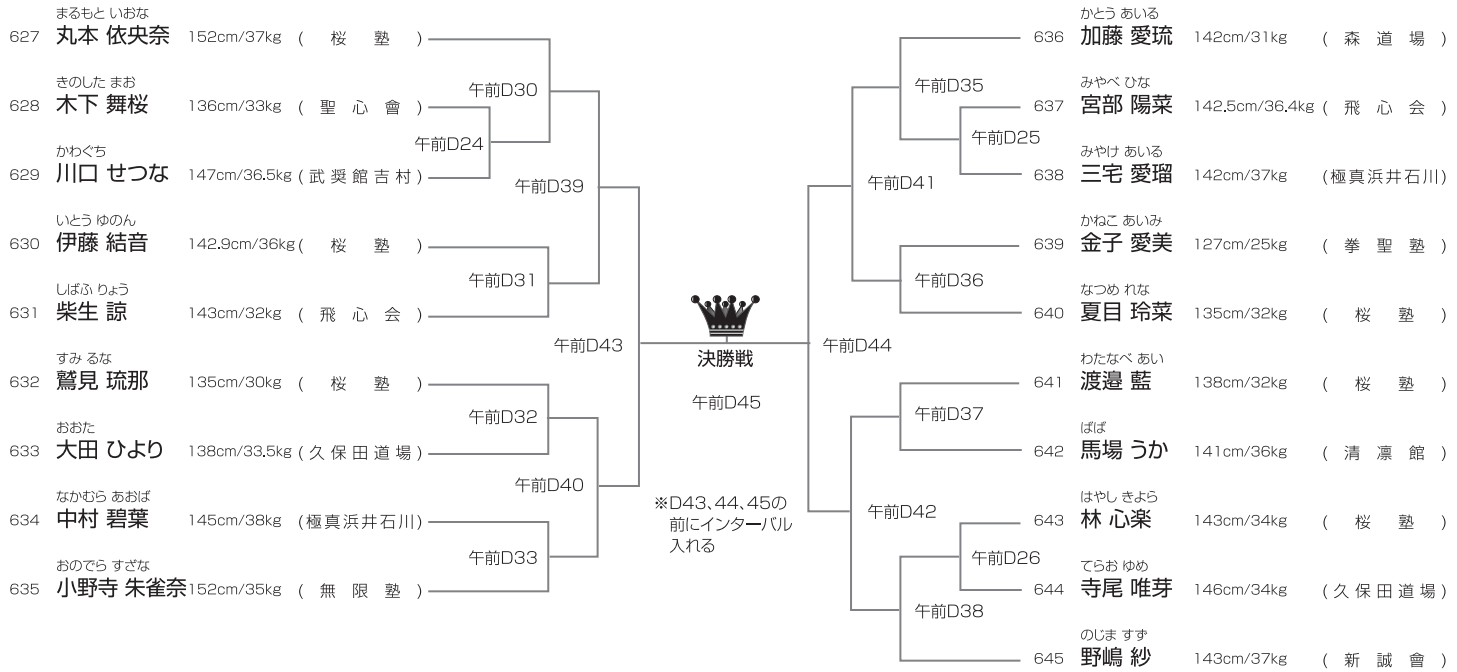 まるもと いおな
627 丸本 依央奈 152cm/37kg ( 桜 塾 )
きのした まお
628 木下 舞桜 136cm/33kg ( 聖 心 會 )
かわぐち
629 川口 せつな 147cm/36.5kg ( 武 奨 館 吉 村 )
いとう ゆのん
630 伊藤 結音 142.9cm/36kg ( 桜 塾 )
しばふ りょう
631 柴生 諒 143cm/32kg ( 飛 心 会 )
すみ るな
632 鷲見 琉那 135cm/30kg ( 桜 塾 )
おおた
633 大田 ひより 138cm/33.5kg ( 久 保 田 道 場 )
なかむら あおば
634 中村 碧葉 145cm/38kg (極真浜井石川)
おのでら すざな
635 小野寺 朱雀奈 152cm/35kg ( 無 限 塾 )
午前D30
午前D24
午前D39
午前D31
午前D43
午前D32
午前D40
午前D33
決勝戦
午前D45
※D43、44、45の
前にインターバル
入れる
午前D35
午前D25
午前D41
午前D36
午前D44
午前D37
午前D42
午前D26
午前D38
かとう あいる
636 加藤 愛琉 142cm/31kg ( 森 道 場 )
みやべ ひな
637 宮部 陽菜 142.5cm/36.4kg ( 飛 心 会 )
みやけ あいる
638 三宅 愛瑠 142cm/37kg (極真浜井石川)
かねこ あいみ
639 金子 愛美 127cm/25kg ( 拳 聖 塾 )
なつめ れな
640 夏目 玲菜 135cm/32kg ( 桜 塾 )
わたなべ あい
641 渡邉 藍 138cm/32kg ( 桜 塾 )
ばば
642 馬場 うか 141cm/36kg ( 清 凛 館 )
はやし きよら
643 林 心楽 143cm/34kg ( 桜 塾 )
てらお ゆめ
644 寺尾 唯芽 146cm/34kg ( 久 保 田 道 場 )
のじま すず
645 野嶋 紗 143cm/37kg ( 新 誠 會 )